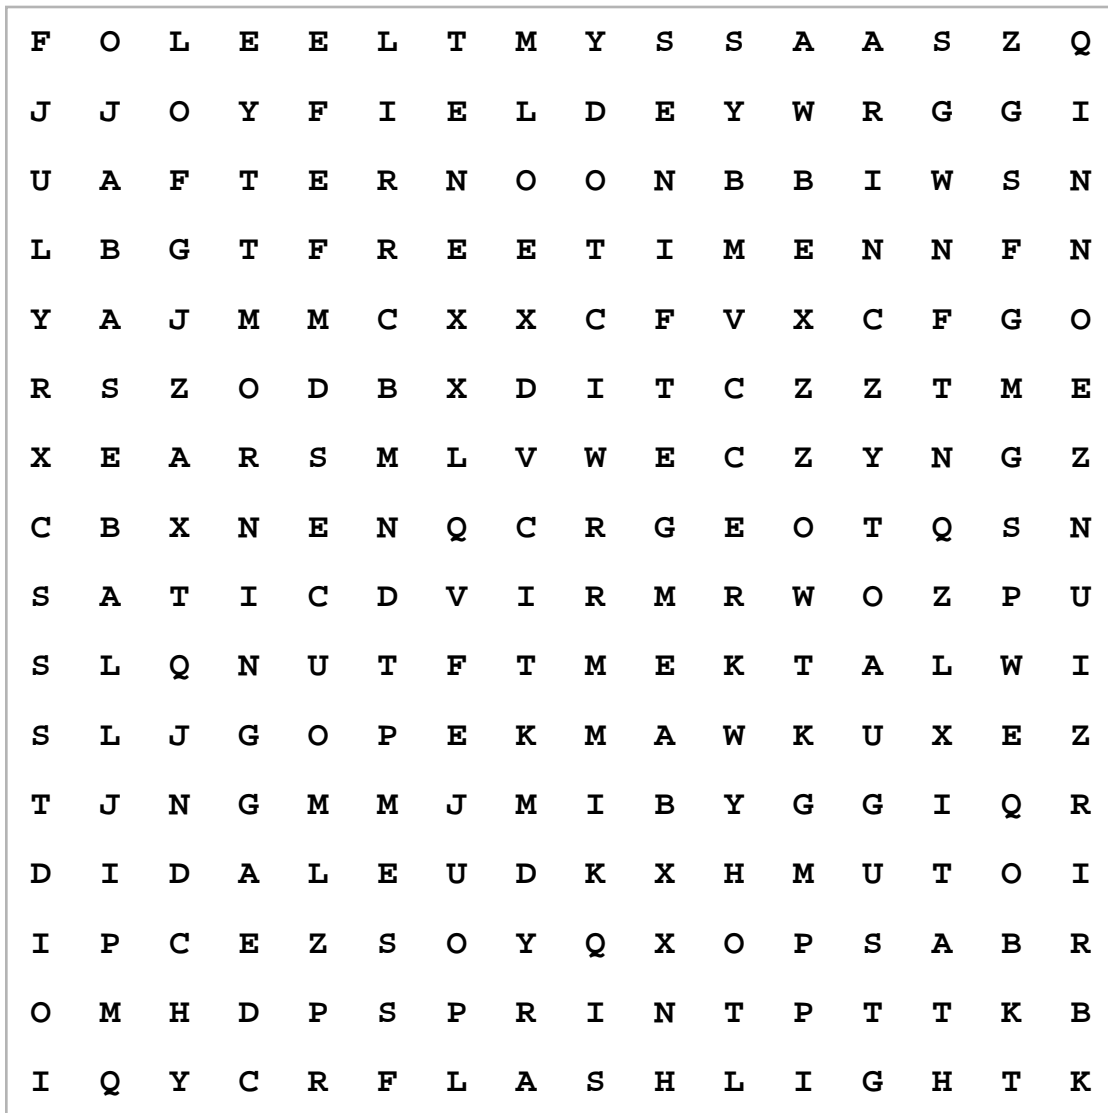 F O L E E L T M Y S S A A S Z Q
J J O Y F I E L D E Y W R G G I
U A F T E R N O O N B B I W S N
L B G T F R E E T I M E N N F N
Y A J M M C X X C F V X C F G O
R S Z O D B X D I T C Z Z T M E
X E A R S M L V W E C Z Y N G Z
C B X N E N Q C R G E O T Q S N
S A T I C D V I R M R W O Z P U
S L Q N U T F T M E K T A L W I
S L J G O P E K M A W K U X E Z
T J N G M M J M I B Y G G I Q R
D I D A L E U D K X H M U T O I
I P C E Z S O Y Q X O P S A B R
O M H D P S P R I N T P T T K B
I Q Y C R F L A S H L I G H T K